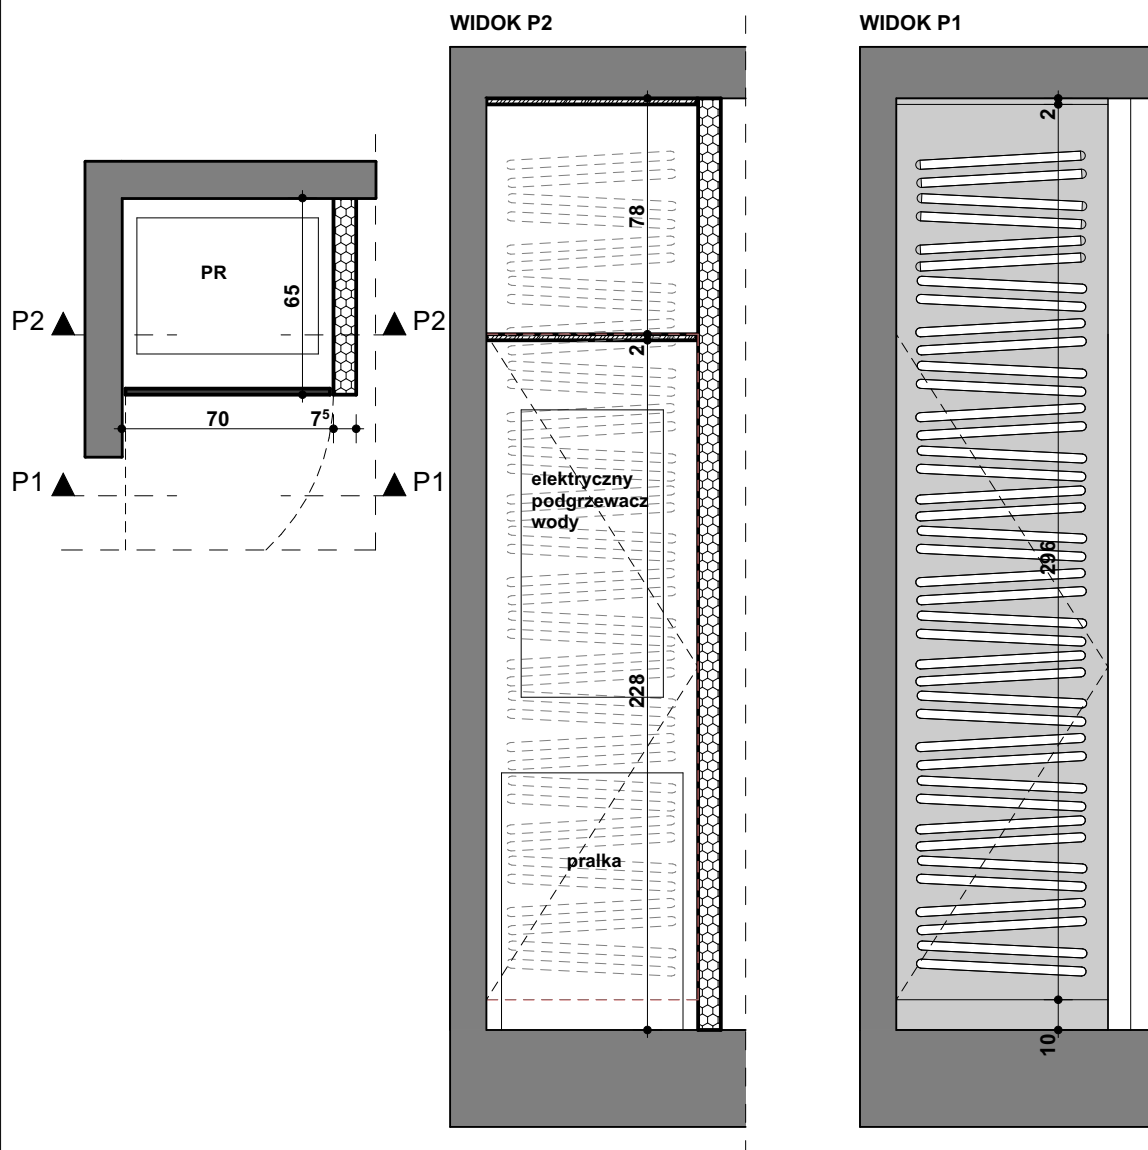 WIDOK P2
WIDOK P1
2
78
PR
65
P2
P2
2
70
7⁵
P1
P1
elektryczny
podgrzewacz
wody
296
228
pralka
10